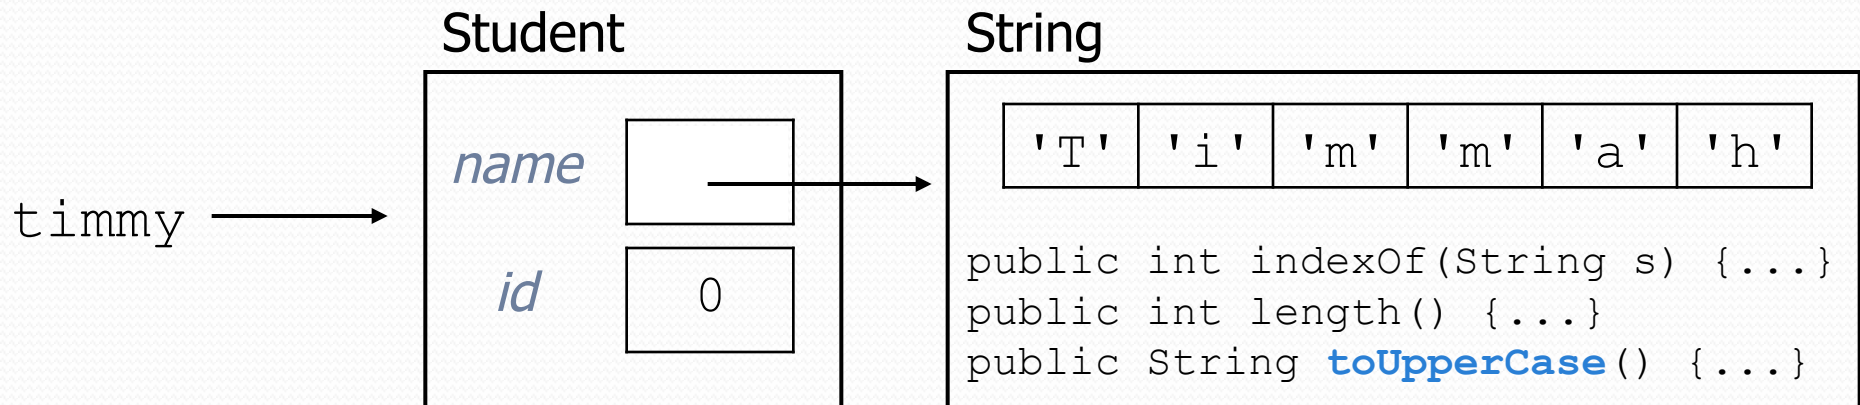 Student
String
name
'T' 'i' 'm' 'm' 'a' 'h'
timmy
id
0
public int indexOf(String s) {...}
public int length() {...}
public String toUpperCase() {...}